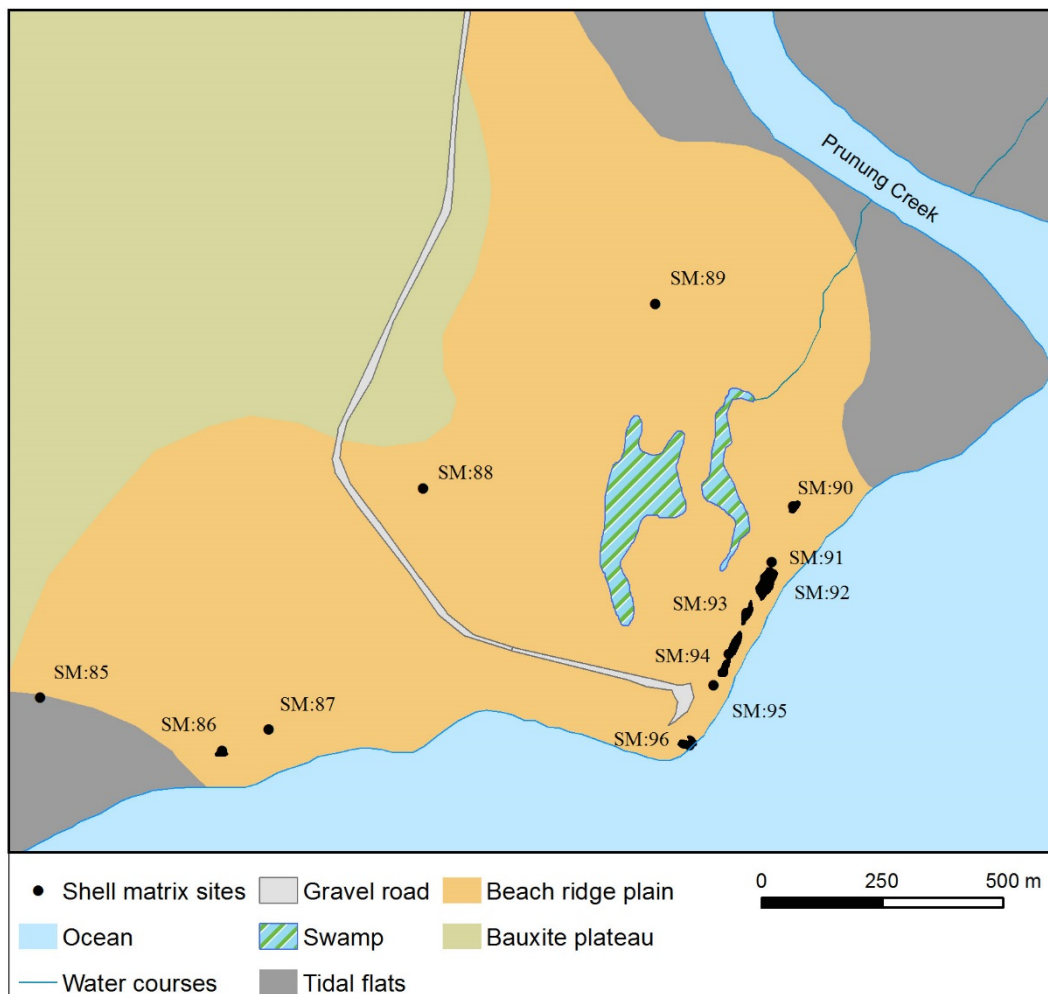 Prunung Creek
SM:89
SM:88
SM:90
SM:91
SM:92
SM:93
SM:94
SM:85
SM:87
SM:86
SM:95
SM:96
Shell matrix sites
Gravel road
Beach ridge plain
0 250 500 m
Ocean
Swamp
Bauxite plateau
Water courses
Tidal flats